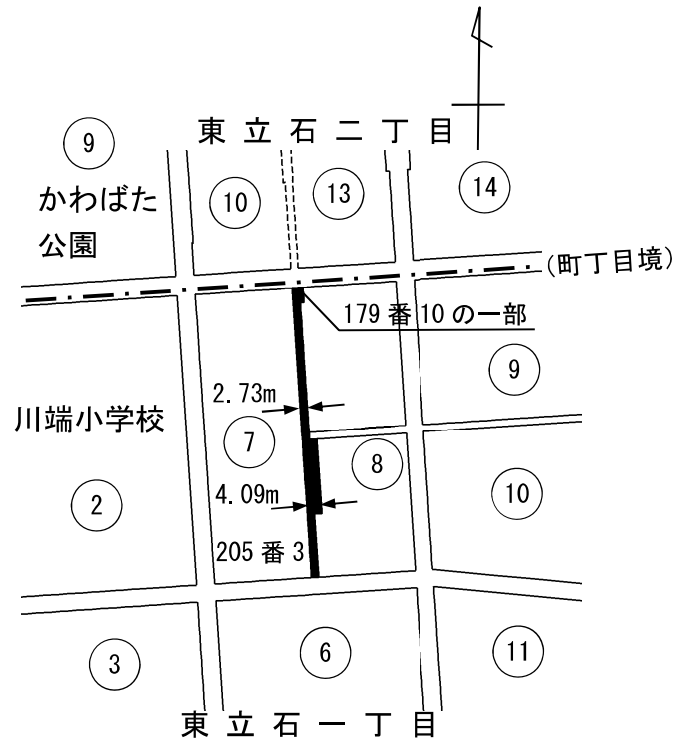 東立石二丁目
9
かわばた
公園
10
13
14
(町丁目境)
179番10の一部
9
2.73m
川端小学校
7
8
2
4.09m
10
205番3
3
6
11
東立石一丁目